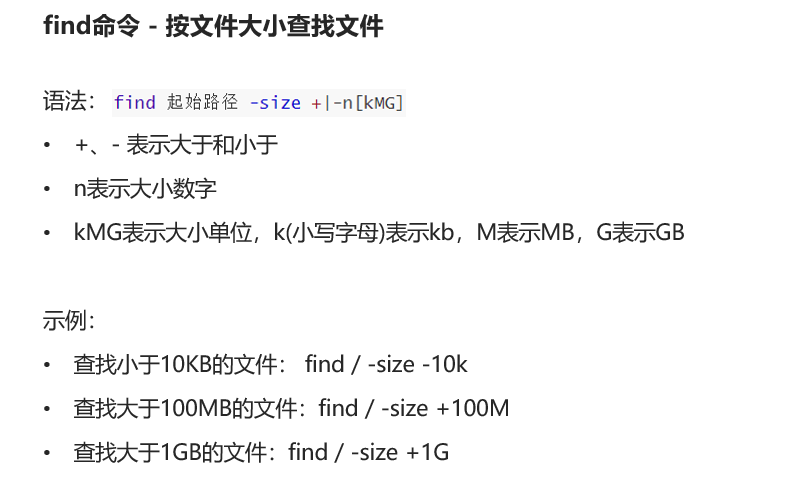 find命令 - 按文件大小查找文件
语法： find 起始路径 -size +|-n[kMG]
• +、- 表示大于和小于
• n表示大小数字
• kMG表示大小单位，k(小写字母)表示kb，M表示MB，G表示GB
示例：
• 查找小于10KB的文件： find / -size -10k
• 查找大于100MB的文件：find / -size +100M
• 查找大于1GB的文件：find / -size +1G